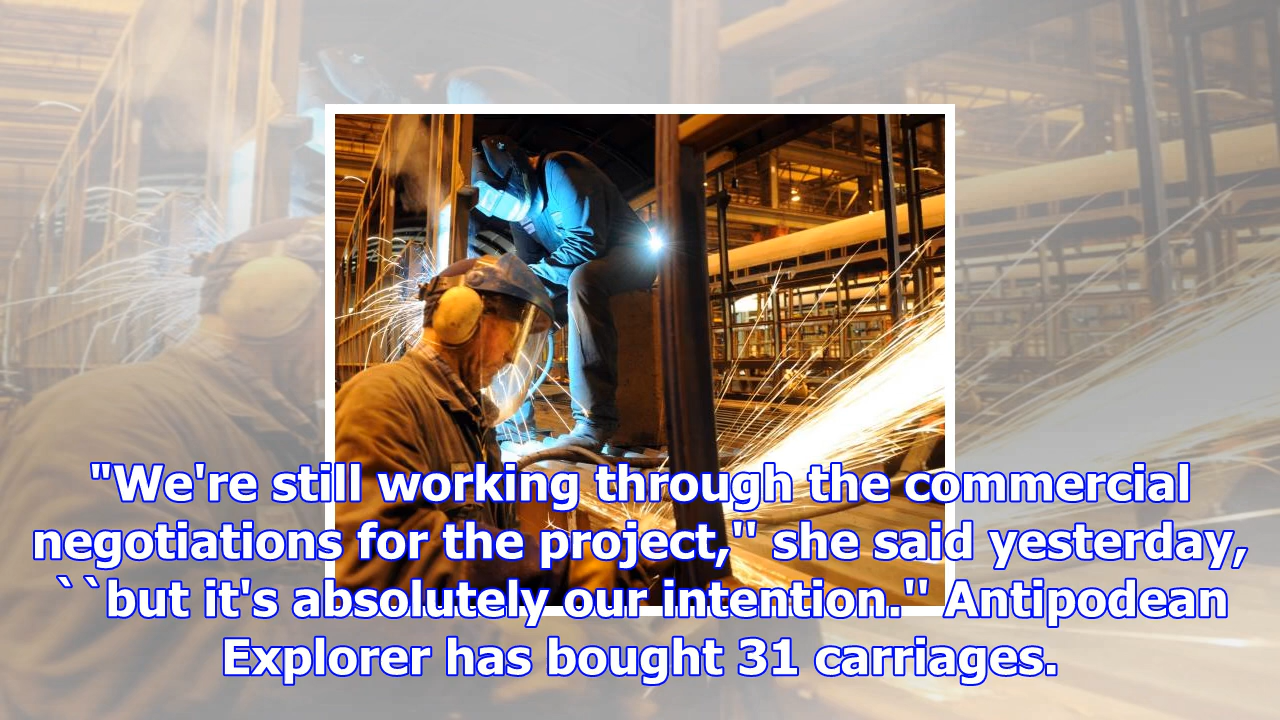 "We're still working through the commercial
negotiations for the project,'' she said yesterday,
``but it's absolutely our intention.'' Antipodean
Explorer has bought 31 carriages.